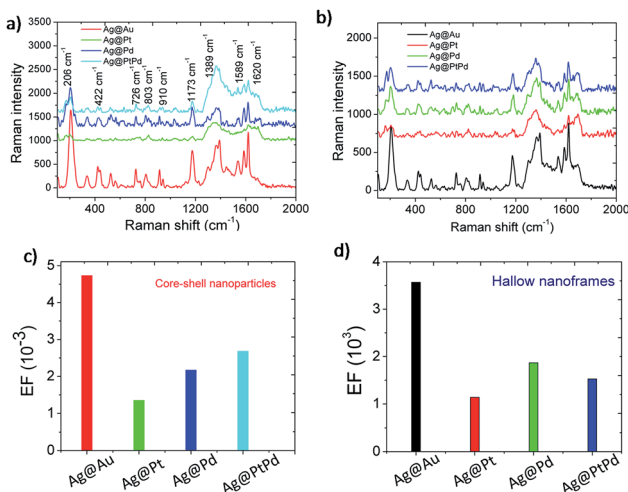 a)
3500
3000
2500
2000
1500
1000
500
0
Raman intensity
Ag@Au
Ag@Pt
Ag@Pd
Ag@PtPd
206 cm⁻¹
422 cm⁻¹
726 cm⁻¹
803 cm⁻¹
910 cm⁻¹
1173 cm⁻¹
1389 cm⁻¹
1589 cm⁻¹
1620 cm⁻¹
400 800 1200 1600 2000
Raman shift (cm⁻¹)
b)
2000
1500
1000
500
0
Raman intensity
Ag@Au
Ag@Pt
Ag@Pd
Ag@PtPd
400 800 1200 1600 2000
Raman shift (cm⁻¹)
c)
5
4
3
2
1
0
EF (10⁻³)
Core-shell nanoparticles
Ag@Au Ag@Pt Ag@Pd Ag@PtPd
d)
4
3
2
1
0
EF (10³)
Hallow nanoframes
Ag@Au Ag@Pt Ag@Pd Ag@PtPd